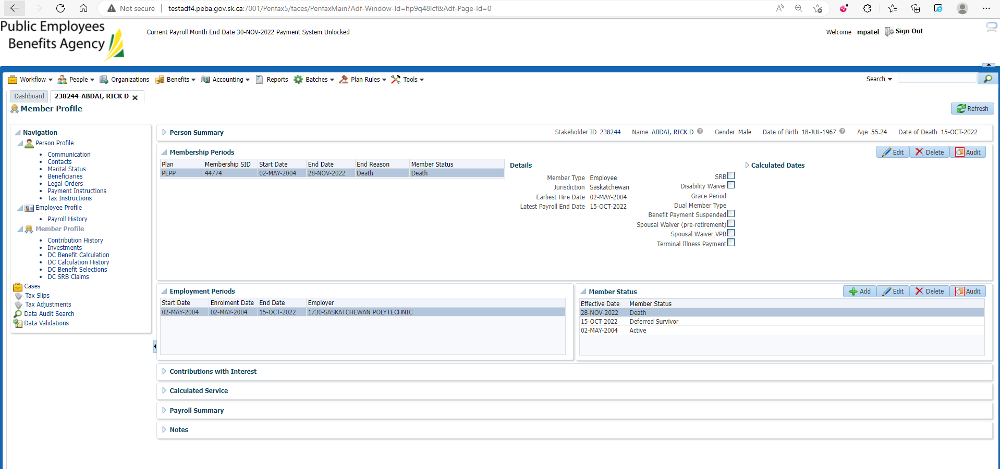 Not secure testadf4.peba.gov.sk.ca:7001/Penfax5/faces/PenfaxMain?Adf-Window-Id=hp9q48lcf&Adf-Page-Id=0
Public Employees
Benefits Agency
Current Payroll Month End Date 30-NOV-2022 Payment System Unlocked
Welcome mpatel Sign Out
Workflow People Organizations Benefits Accounting Reports Batches Plan Rules Tools Search
Dashboard 238244-ABDAI, RICK D
Member Profile
Refresh
Navigation
Person Profile
Communication
Contacts
Marital Status
Beneficiaries
Legal Orders
Payment Instructions
Tax Instructions
Employee Profile
Payroll History
Member Profile
Contribution History
Investments
DC Benefit Calculation
DC Calculation History
DC Benefit Selections
DC SRB Claims
Cases
Tax Slips
Tax Adjustments
Data Audit Search
Data Validations
Person Summary Stakeholder ID 238244 Name ABDAI, RICK D Gender Male Date of Birth 18-JUL-1967 Age 55.24 Date of Death 15-OCT-2022
Membership Periods Edit Delete Audit
Plan Membership SID Start Date End Date End Reason Member Status
PEPP 44774 02-MAY-2004 28-NOV-2022 Death Death
Details
Member Type Employee
Jurisdiction Saskatchewan
Earliest Hire Date 02-MAY-2004
Latest Payroll End Date 15-OCT-2022
SRB
Disability Waiver
Grace Period
Dual Member Type
Benefit Payment Suspended
Spousal Waiver (pre-retirement)
Spousal Waiver VPB
Terminal Illness Payment
Calculated Dates
Employment Periods
Start Date Enrolment Date End Date Employer
02-MAY-2004 02-MAY-2004 15-OCT-2022 1730-SASKATCHEWAN POLYTECHNIC
Member Status Add Edit Delete Audit
Effective Date Member Status
28-NOV-2022 Death
15-OCT-2022 Deferred Survivor
02-MAY-2004 Active
Contributions with Interest
Calculated Service
Payroll Summary
Notes